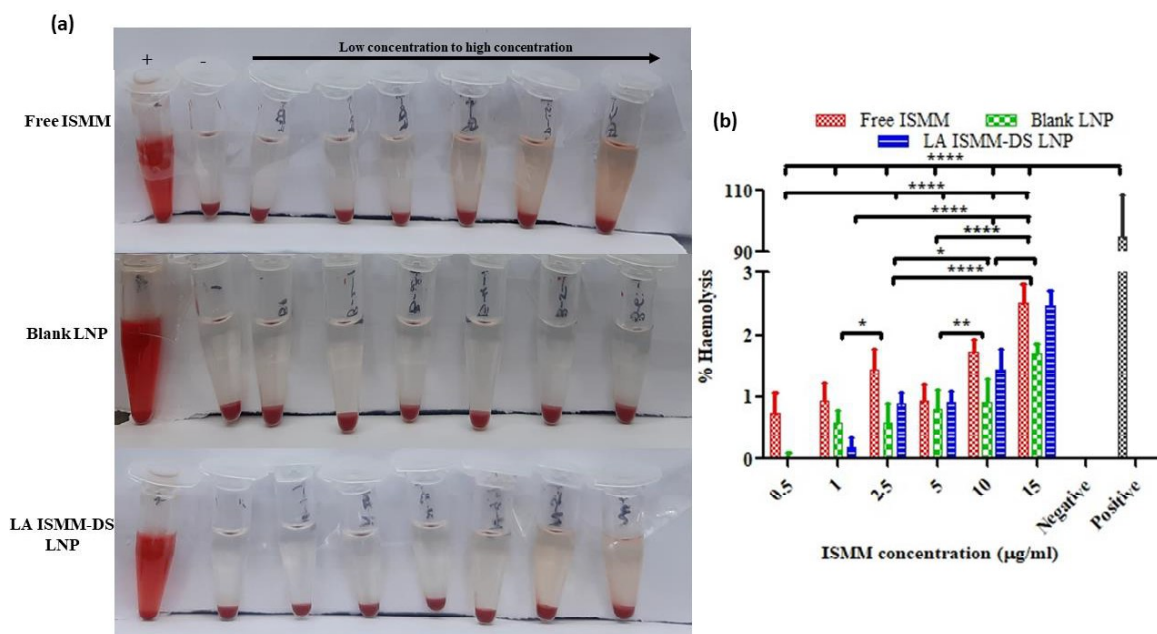 (a)
+
-
Low concentration to high concentration
Free ISMM
Blank LNP
LA ISMM-DS
LNP
(b)
Free ISMM
Blank LNP
LA ISMM-DS LNP
****
****
****
****
*
****
*
**
110
90
3
2
1
0
% Haemolysis
0.5
1
2.5
5
10
15
Negative
Positive
ISMM concentration (µg/ml)